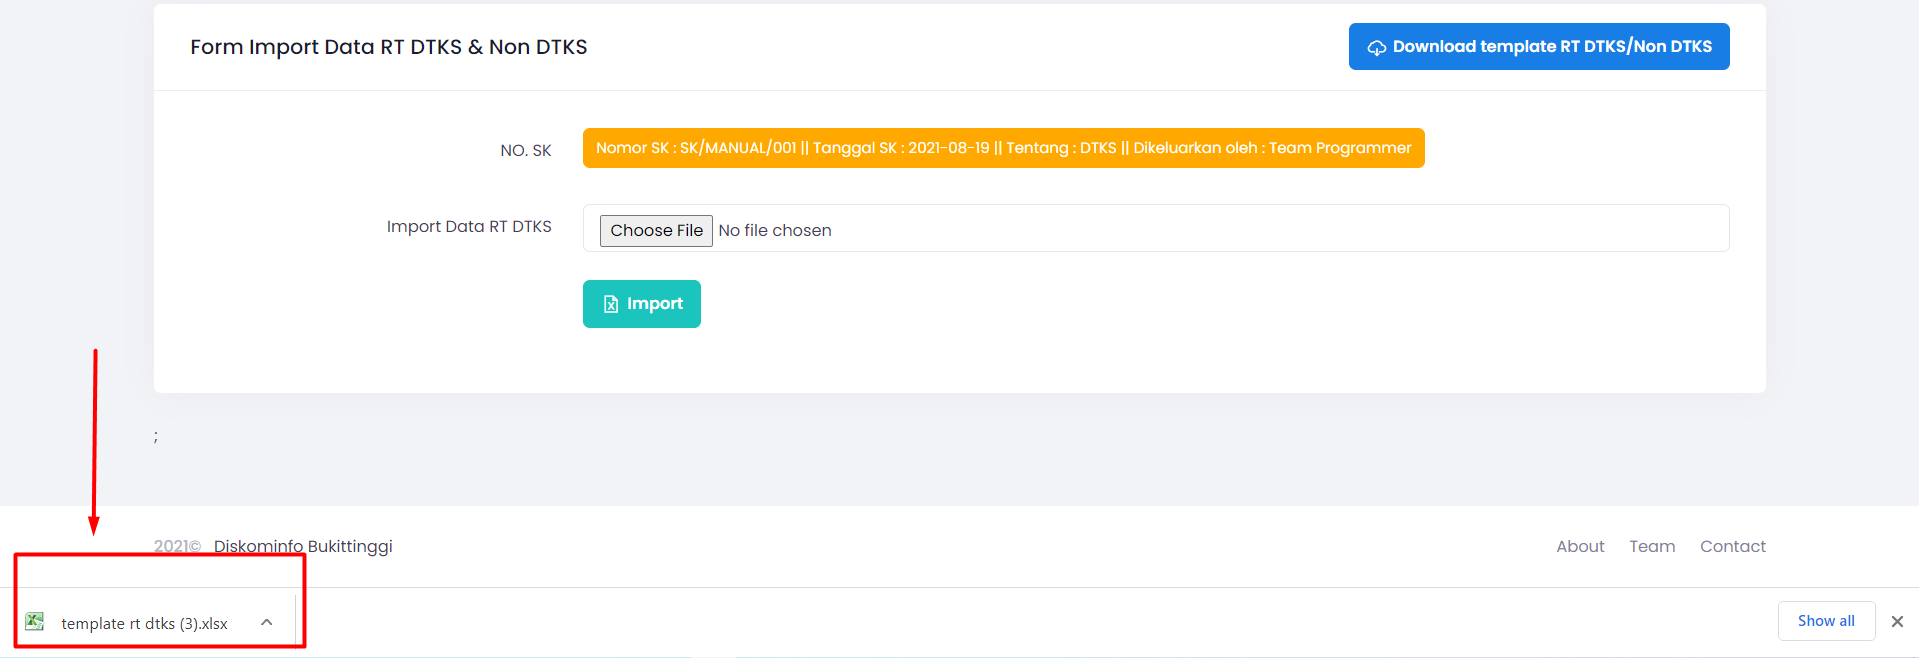 Form Import Data RT DTKS & Non DTKS
Download template RT DTKS/Non DTKS
NO. SK
Nomor SK : SK/MANUAL/001 || Tanggal SK : 2021-08-19 || Tentang : DTKS || Dikeluarkan oleh : Team Programmer
Import Data RT DTKS
Choose File No file chosen
Import
;
2021© Diskominfo Bukittinggi
About Team Contact
template rt dtks (3).xlsx
Show all